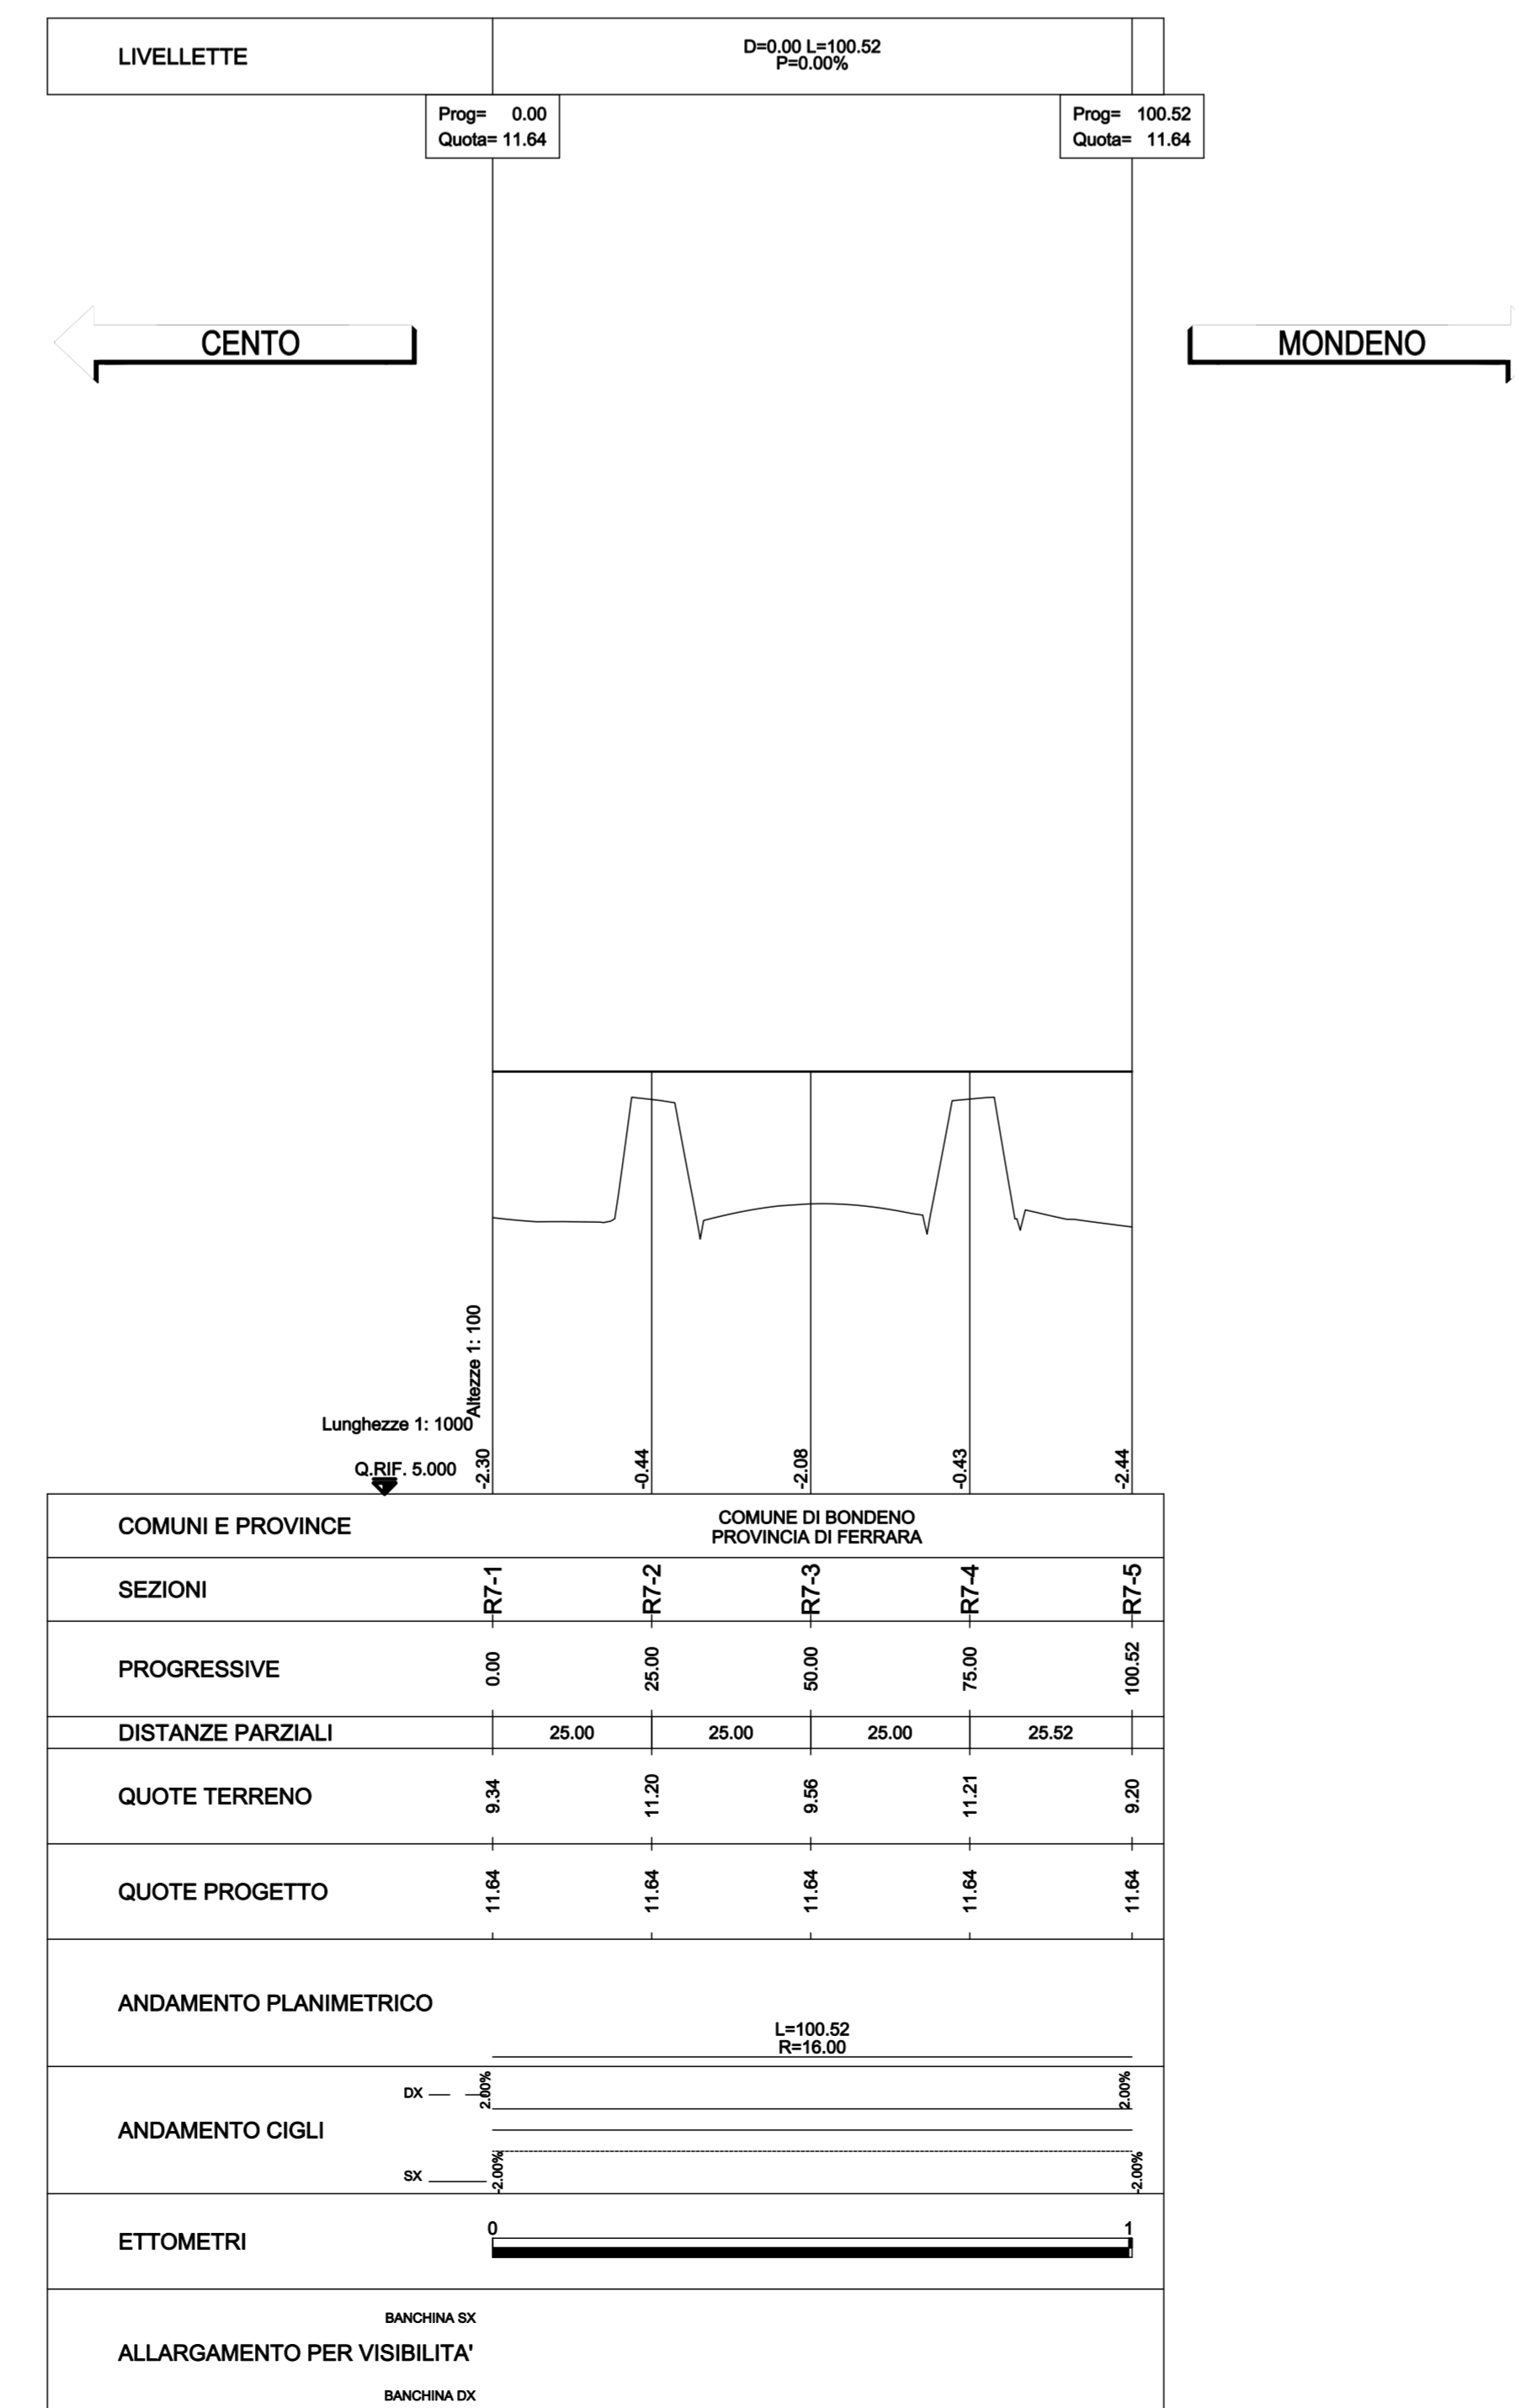 LIVELLETTE
D=0.00 L=100.52
P=0.00%
Prog= 0.00
Quota= 11.64
Prog= 100.52
Quota= 11.64
CENTO
MONDENO
Altezze 1: 100
Lunghezze 1: 1000
Q.RIF. 5.000
-2.30 -0.44 -2.08 -0.43 -2.44
COMUNI E PROVINCE
COMUNE DI BONDENO
PROVINCIA DI FERRARA
SEZIONI R7-1 R7-2 R7-3 R7-4 R7-5
PROGRESSIVE 0.00 25.00 50.00 75.00 100.52
DISTANZE PARZIALI 25.00 25.00 25.00 25.52
QUOTE TERRENO 9.34 11.20 9.56 11.21 9.20
QUOTE PROGETTO 11.64 11.64 11.64 11.64 11.64
ANDAMENTO PLANIMETRICO
L=100.52
R=16.00
DX 2.00% 2.00%
ANDAMENTO CIGLI
SX -2.00% -2.00%
0 1
ETTOMETRI
BANCHINA SX
ALLARGAMENTO PER VISIBILITA'
BANCHINA DX